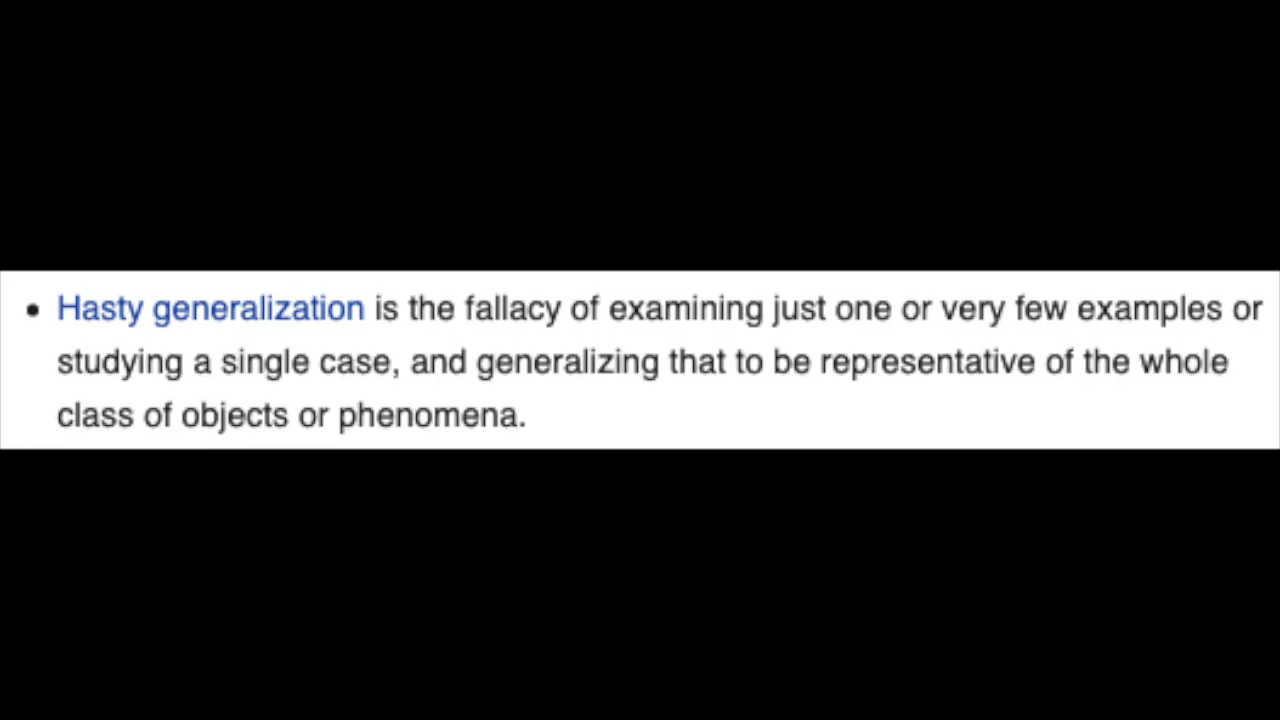 • Hasty generalization is the fallacy of examining just one or very few examples or
studying a single case, and generalizing that to be representative of the whole
class of objects or phenomena.